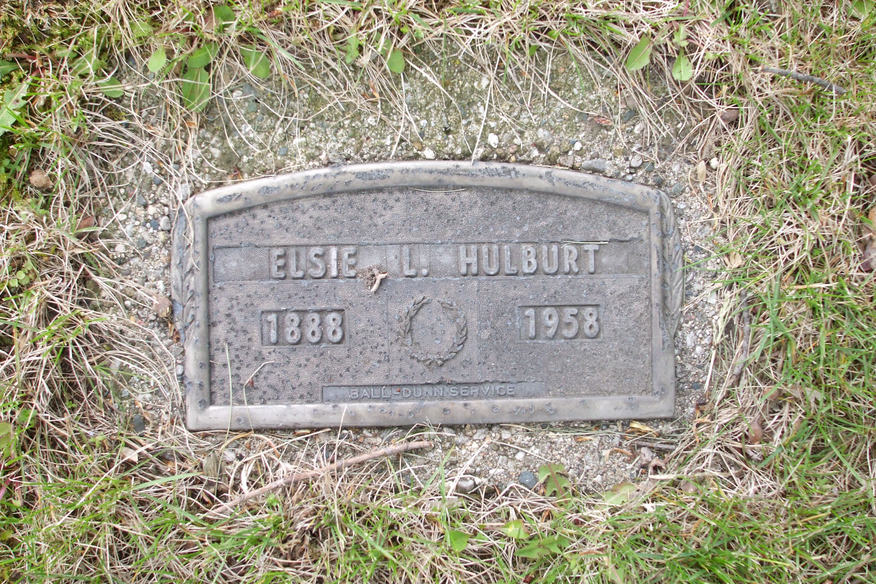 ELSIE L. HULBURT
1888 1958
BALL-DUNN SERVICE